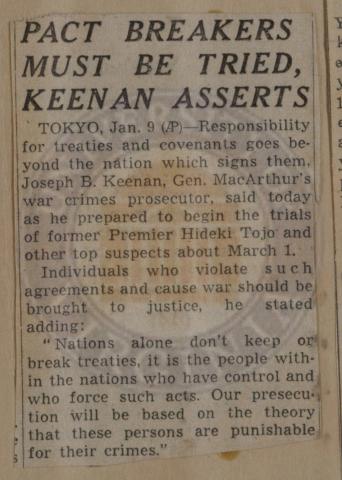 PACT BREAKERS
MUST BE TRIED,
KEENAN ASSERTS
TOKYO, Jan. 9 (AP)—Responsibility
for treaties and covenants goes be-
yond the nation which signs them,
Joseph B. Keenan, Gen. MacArthur's
war crimes prosecutor, said today
as he prepared to begin the trials
of former Premier Hideki Tojo and
other top suspects about March 1.
Individuals who violate such
agreements and cause war should be
brought to justice, he stated
adding:
"Nations alone don't keep or
break treaties, it is the people with-
in the nations who have control and
who force such acts. Our presecu-
tion will be based on the theory
that these persons are punishable
for their crimes."